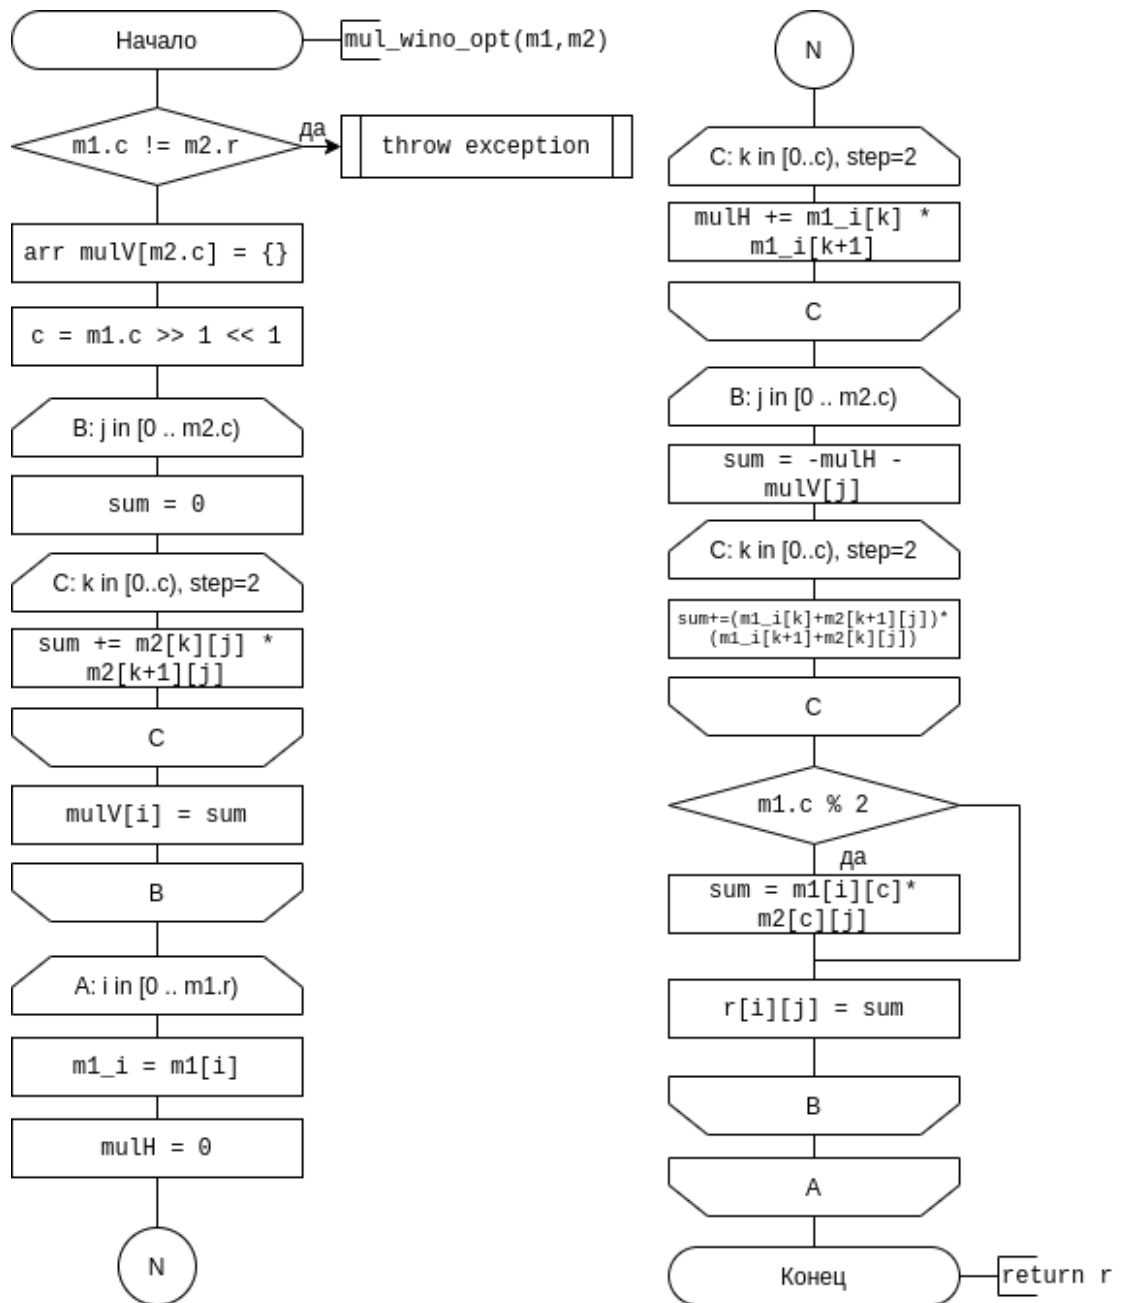 Начало
mul_wino_opt(m1,m2)
m1.c != m2.r
да
throw exception
arr mulV[m2.c] = {}
c = m1.c >> 1 << 1
B: j in [0 .. m2.c)
sum = 0
C: k in [0..c), step=2
sum += m2[k][j] *
m2[k+1][j]
C
mulV[i] = sum
B
A: i in [0 .. m1.r)
m1_i = m1[i]
mulH = 0
N
N
C: k in [0..c), step=2
mulH += m1_i[k] *
m1_i[k+1]
C
B: j in [0 .. m2.c)
sum = -mulH -
mulV[j]
C: k in [0..c), step=2
sum+=(m1_i[k]+m2[k+1][j])*
(m1_i[k+1]+m2[k][j])
C
m1.c % 2
да
sum = m1[i][c]*
m2[c][j]
r[i][j] = sum
B
A
Конец
return r